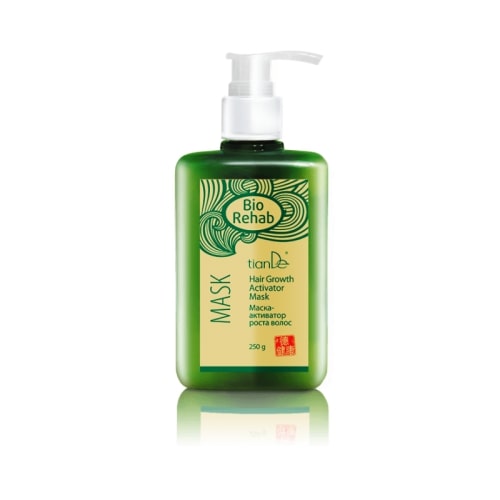 Bio
Rehab
MASK
tianDe®
Hair Growth
Activator
Mask
Маска-
активатор
роста волос
250 g